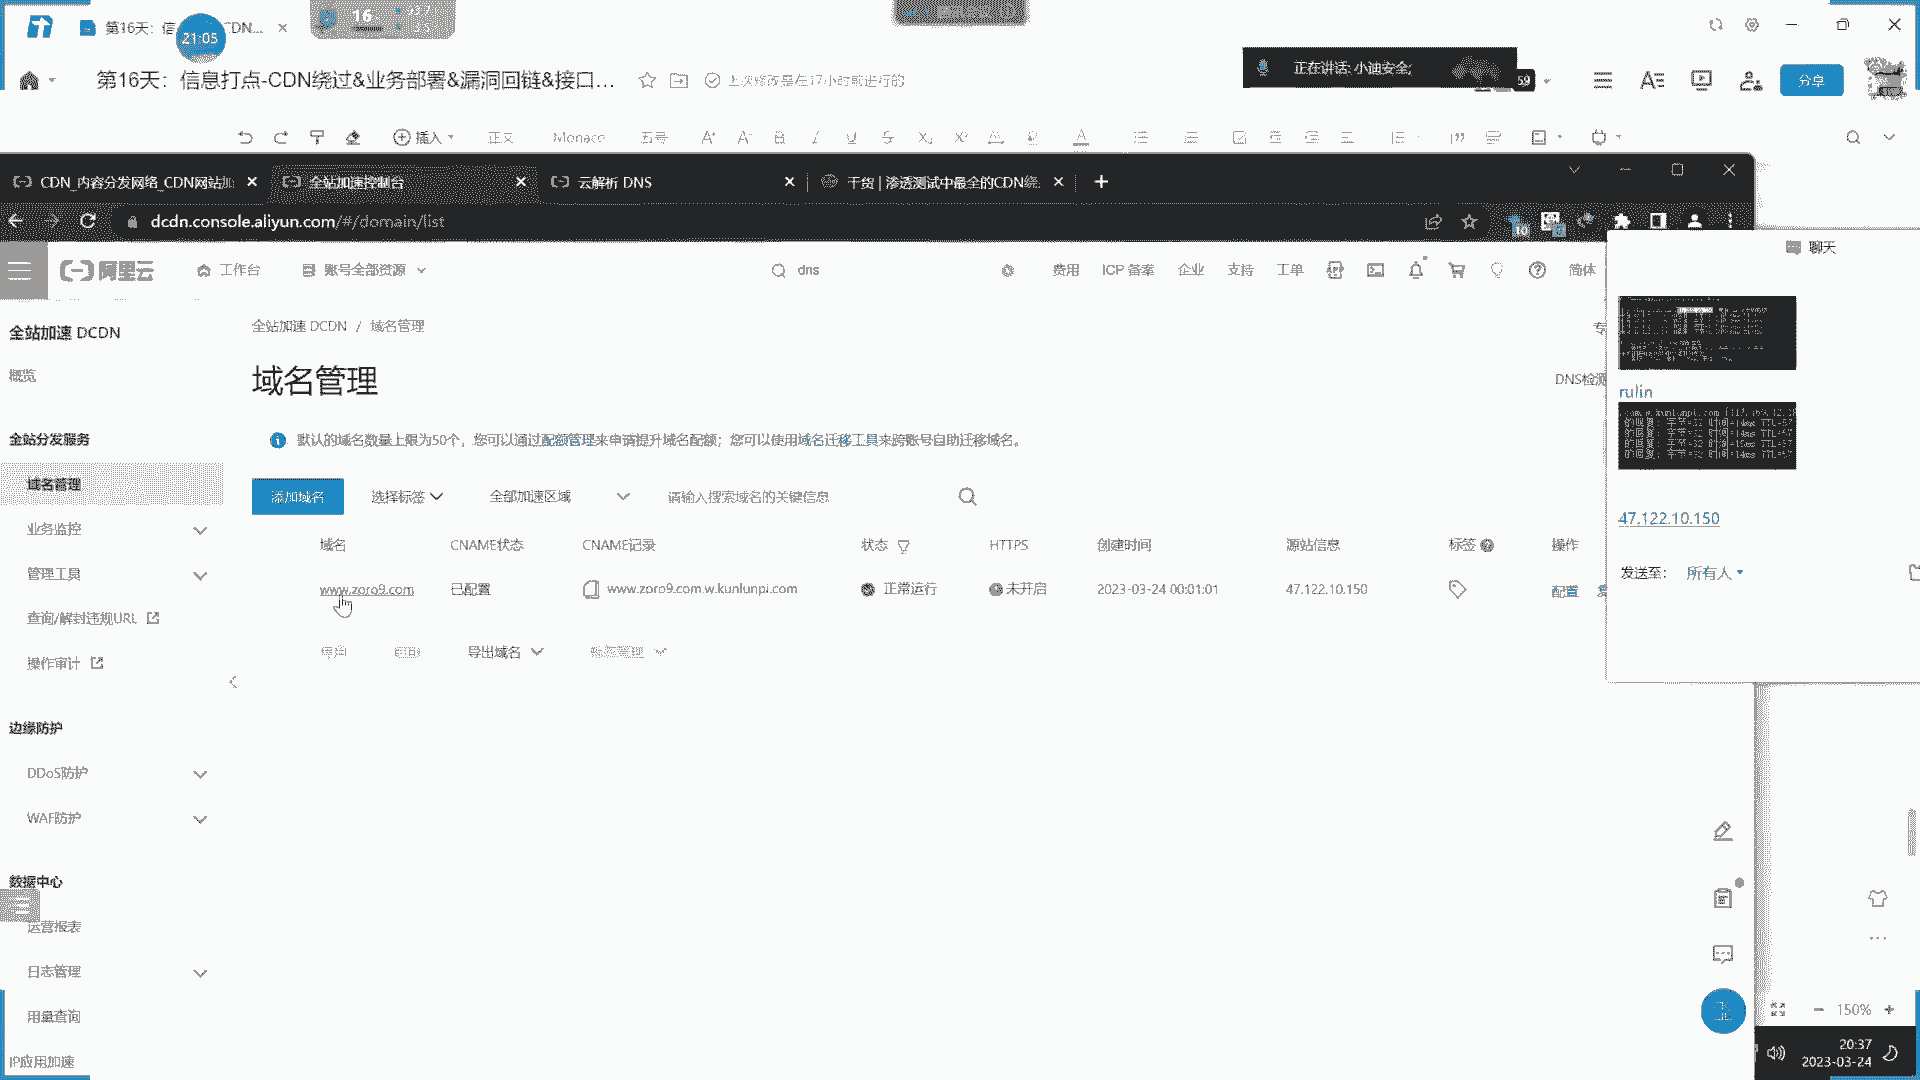 第16天：信
CDN...
21:05
16
第16天：信息打点-CDN绕过&业务部署&漏洞回链&接口...
上次修改是在17小时前进行的
正在讲话: 小迪安全;
59
分享
插入
正文
Monaco
五号
CDN_内容分发网络_CDN网站加
全站加速控制台
云解析 DNS
干货 | 渗透测试中最全的CDN绕
dcdn.console.aliyun.com/#/domain/list
阿里云
工作台
账号全部资源
dns
费用
ICP 备案
企业
支持
工单
简体
聊天
全站加速 DCDN
概览
全站分发服务
域名管理
业务监控
管理工具
查询/解封违规URL
操作审计
边缘防护
DDoS防护
WAF防护
数据中心
运营报表
日志管理
用量查询
IP应用加速
全站加速 DCDN / 域名管理
域名管理
DNS检测
默认的域名数量上限为50个，您可以通过配额管理来申请提升域名配额；您可以使用域名迁移工具来跨账号自助迁移域名。
添加域名
选择标签
全部加速区域
请输入搜索域名的关键信息
域名
CNAME状态
CNAME记录
状态
HTTPS
创建时间
源站信息
标签
操作
www.zoro9.com
已配置
www.zoro9.com.w.kunlunpi.com
正常运行
未开启
2023-03-24 00:01:01
47.122.10.150
配置
停用
导出域名
标签管理
rulin
47.122.10.150
发送至:
所有人
150%
20:37
2023-03-24